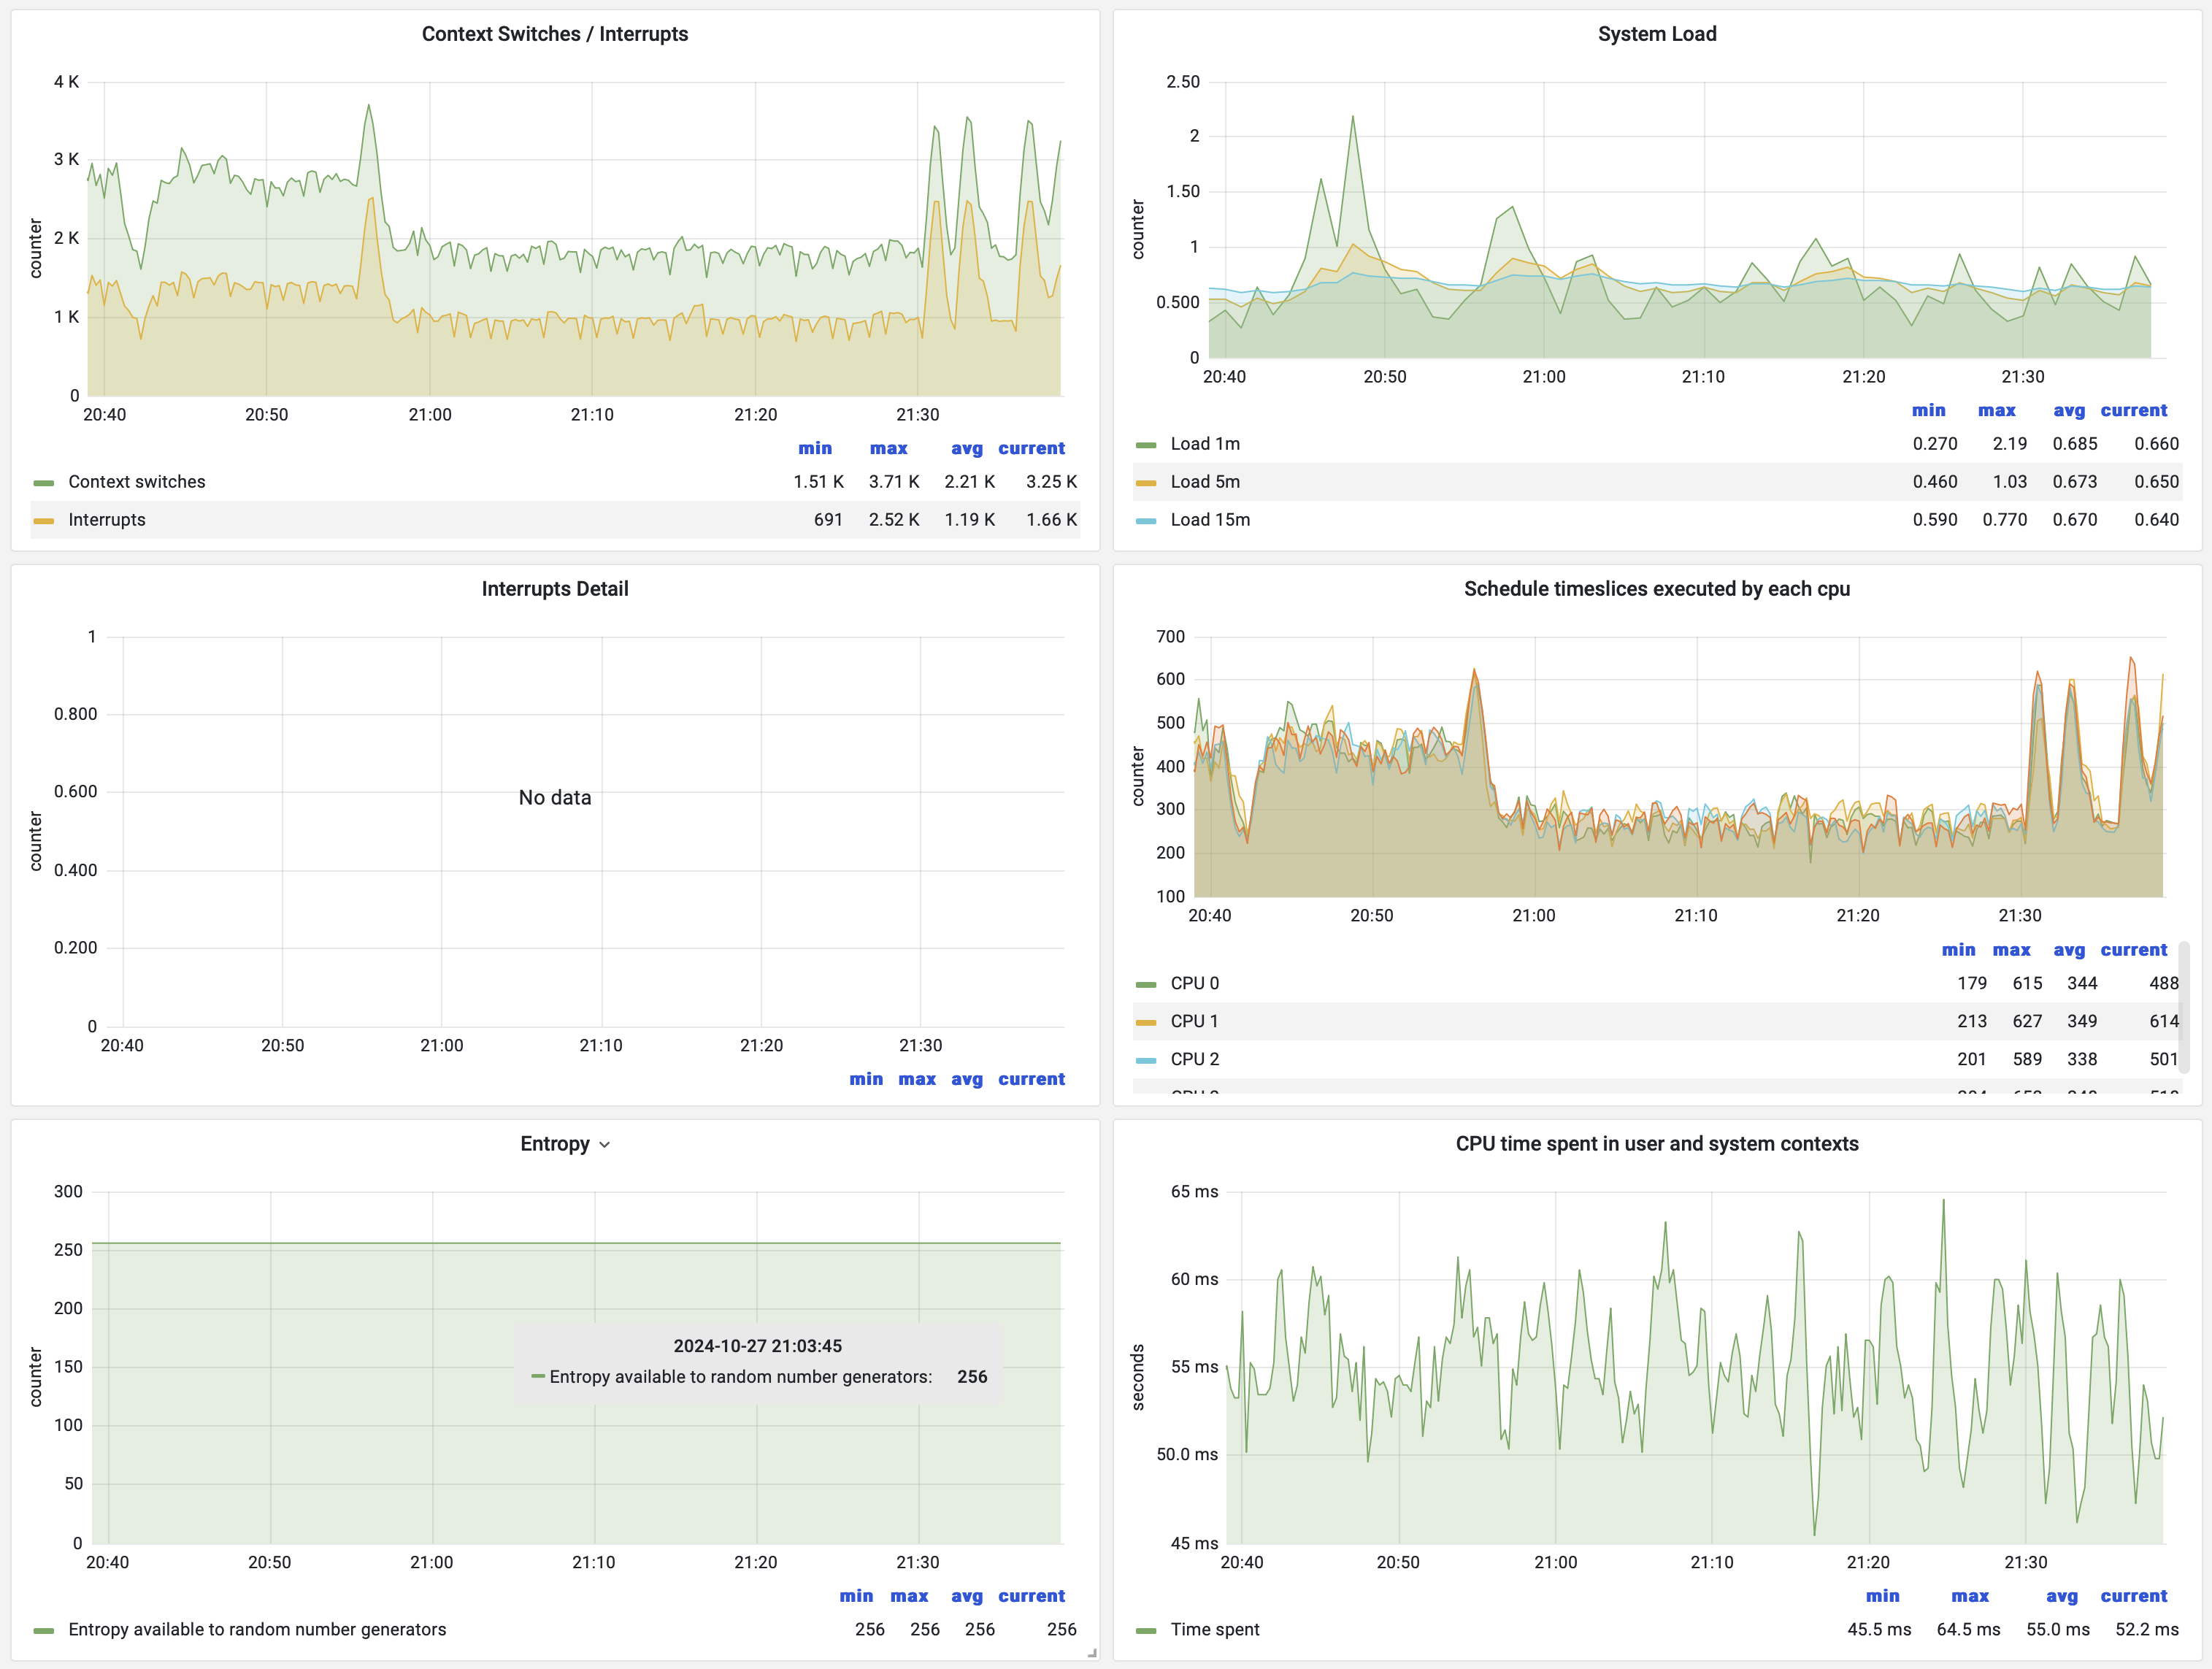 Context Switches / Interrupts
4 K
3 K
2 K
1 K
0
counter
20:40 20:50 21:00 21:10 21:20 21:30
min max avg current
Context switches 1.51 K 3.71 K 2.21 K 3.25 K
Interrupts 691 2.52 K 1.19 K 1.66 K
System Load
2.50
2
1.50
1
0.500
0
counter
20:40 20:50 21:00 21:10 21:20 21:30
min max avg current
Load 1m 0.270 2.19 0.685 0.660
Load 5m 0.460 1.03 0.673 0.650
Load 15m 0.590 0.770 0.670 0.640
Interrupts Detail
1
0.800
0.600
0.400
0.200
0
counter
No data
20:40 20:50 21:00 21:10 21:20 21:30
min max avg current
Schedule timeslices executed by each cpu
700
600
500
400
300
200
100
counter
20:40 20:50 21:00 21:10 21:20 21:30
min max avg current
CPU 0 179 615 344 488
CPU 1 213 627 349 614
CPU 2 201 589 338 501
Entropy
300
250
200
150
100
50
0
counter
2024-10-27 21:03:45
Entropy available to random number generators: 256
20:40 20:50 21:00 21:10 21:20 21:30
min max avg current
Entropy available to random number generators 256 256 256 256
CPU time spent in user and system contexts
65 ms
60 ms
55 ms
50.0 ms
45 ms
seconds
20:40 20:50 21:00 21:10 21:20 21:30
min max avg current
Time spent 45.5 ms 64.5 ms 55.0 ms 52.2 ms